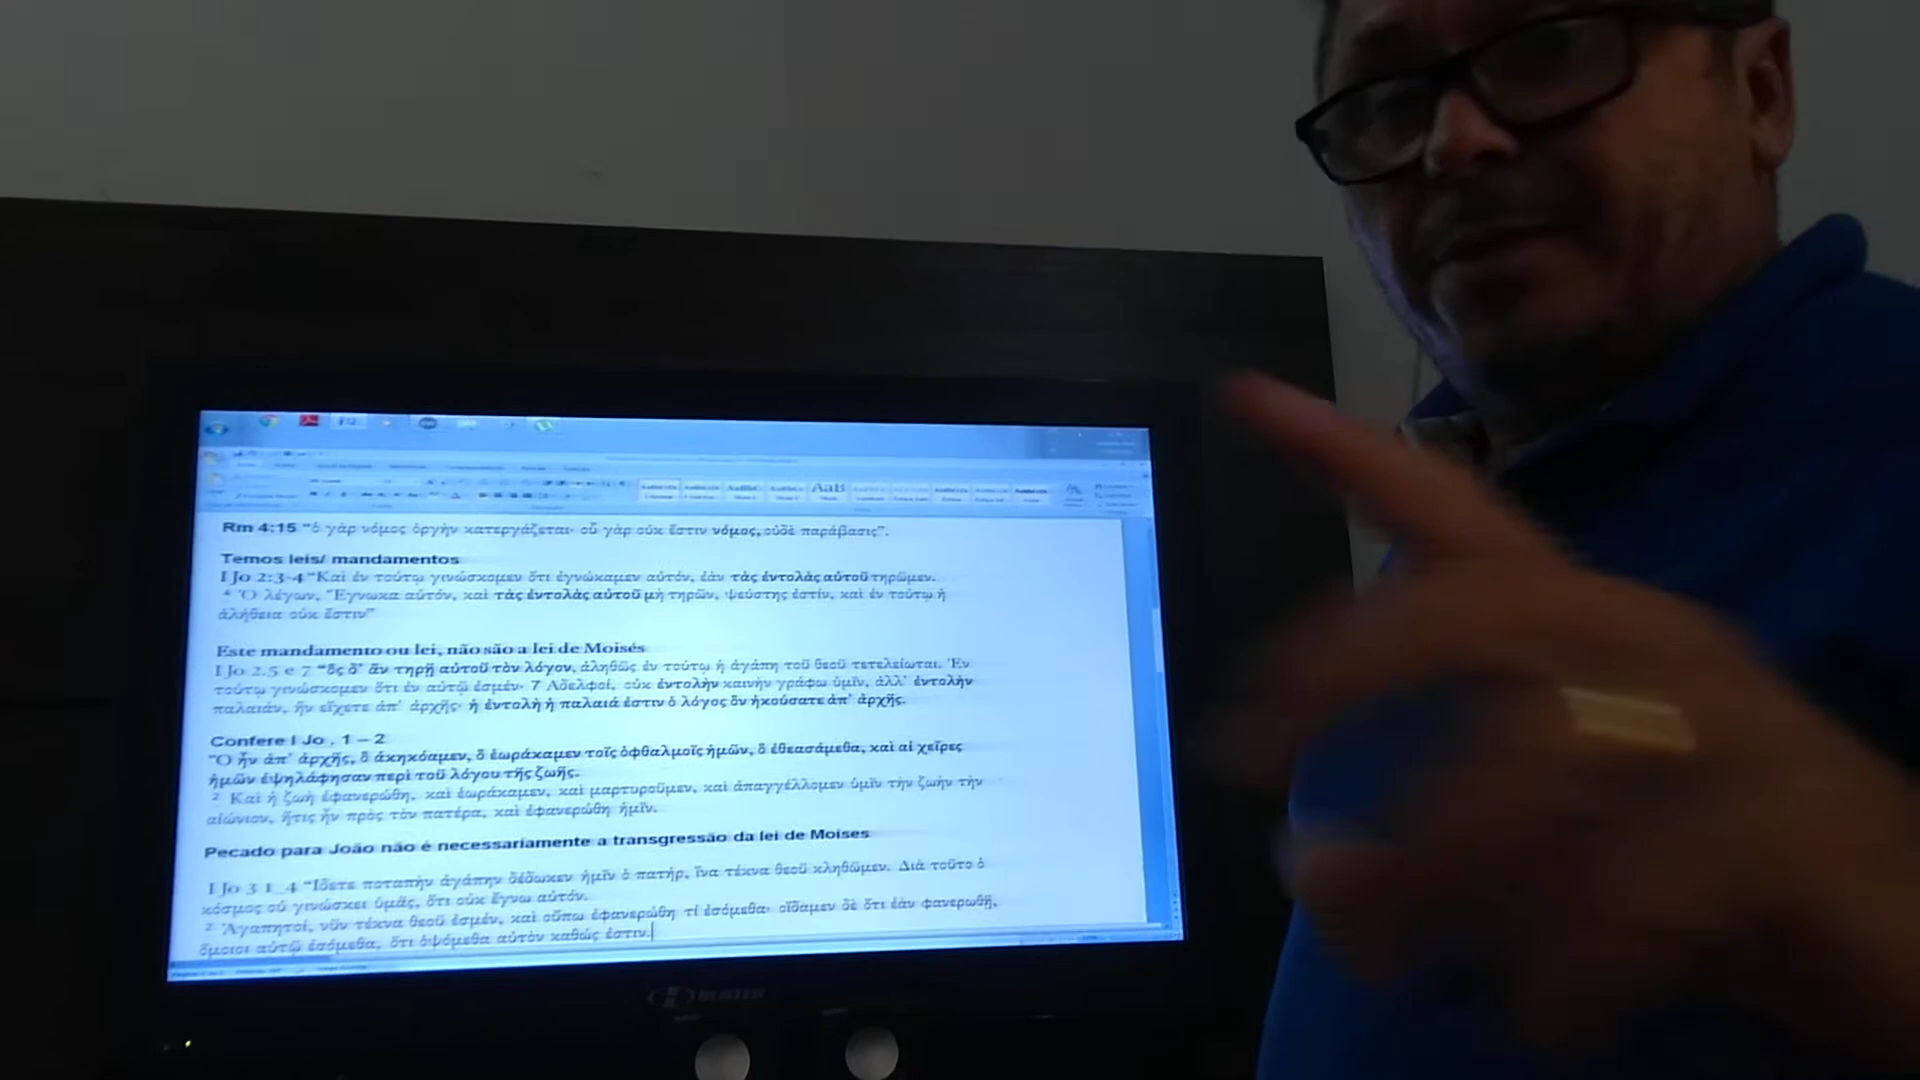 AaB
Rm 4:15 “ὁ γὰρ νόμος ὀργὴν κατεργάζεται· οὗ γὰρ οὐκ ἔστιν νόμος, οὐδὲ παράβασις”.
Temos leis/ mandamentos
I Jo 2:3-4 “Καὶ ἐν τούτῳ γινώσκομεν ὅτι ἐγνώκαμεν αὐτόν, ἐὰν τὰς ἐντολὰς αὐτοῦ τηρῶμεν.
⁴ Ὁ λέγων, Ἔγνωκα αὐτόν, καὶ τὰς ἐντολὰς αὐτοῦ μὴ τηρῶν, ψεύστης ἐστίν, καὶ ἐν τούτῳ ἡ
ἀλήθεια οὐκ ἔστιν”
Este mandamento ou lei, não são a lei de Moisés
I Jo 2.5 e 7 “ὃς δ᾽ ἂν τηρῇ αὐτοῦ τὸν λόγον, ἀληθῶς ἐν τούτῳ ἡ ἀγάπη τοῦ θεοῦ τετελείωται. Ἐν
τούτῳ γινώσκομεν ὅτι ἐν αὐτῷ ἐσμέν· 7 Ἀδελφοί, οὐκ ἐντολὴν καινὴν γράφω ὑμῖν, ἀλλ᾽ ἐντολὴν
παλαιάν, ἣν εἴχετε ἀπ᾽ ἀρχῆς· ἡ ἐντολὴ ἡ παλαιά ἐστιν ὁ λόγος ὃν ἠκούσατε ἀπ᾽ ἀρχῆς.
Confere I Jo . 1 – 2
“Ὃ ἦν ἀπ᾽ ἀρχῆς, ὃ ἀκηκόαμεν, ὃ ἑωράκαμεν τοῖς ὀφθαλμοῖς ἡμῶν, ὃ ἐθεασάμεθα, καὶ αἱ χεῖρες
ἡμῶν ἐψηλάφησαν περὶ τοῦ λόγου τῆς ζωῆς.
² Καὶ ἡ ζωὴ ἐφανερώθη, καὶ ἑωράκαμεν, καὶ μαρτυροῦμεν, καὶ ἀπαγγέλλομεν ὑμῖν τὴν ζωὴν τὴν
αἰώνιον, ἥτις ἦν πρὸς τὸν πατέρα, καὶ ἐφανερώθη ἡμῖν.
Pecado para João não é necessariamente a transgressão da lei de Moises
I Jo 3 1_4 “Ἴδετε ποταπὴν ἀγάπην δέδωκεν ἡμῖν ὁ πατήρ, ἵνα τέκνα θεοῦ κληθῶμεν. Διὰ τοῦτο ὁ
κόσμος οὐ γινώσκει ὑμᾶς, ὅτι οὐκ ἔγνω αὐτόν.
² Ἀγαπητοί, νῦν τέκνα θεοῦ ἐσμέν, καὶ οὔπω ἐφανερώθη τί ἐσόμεθα· οἴδαμεν δὲ ὅτι ἐὰν φανερωθῇ,
ὅμοιοι αὐτῷ ἐσόμεθα, ὅτι ὀψόμεθα αὐτὸν καθώς ἐστιν.